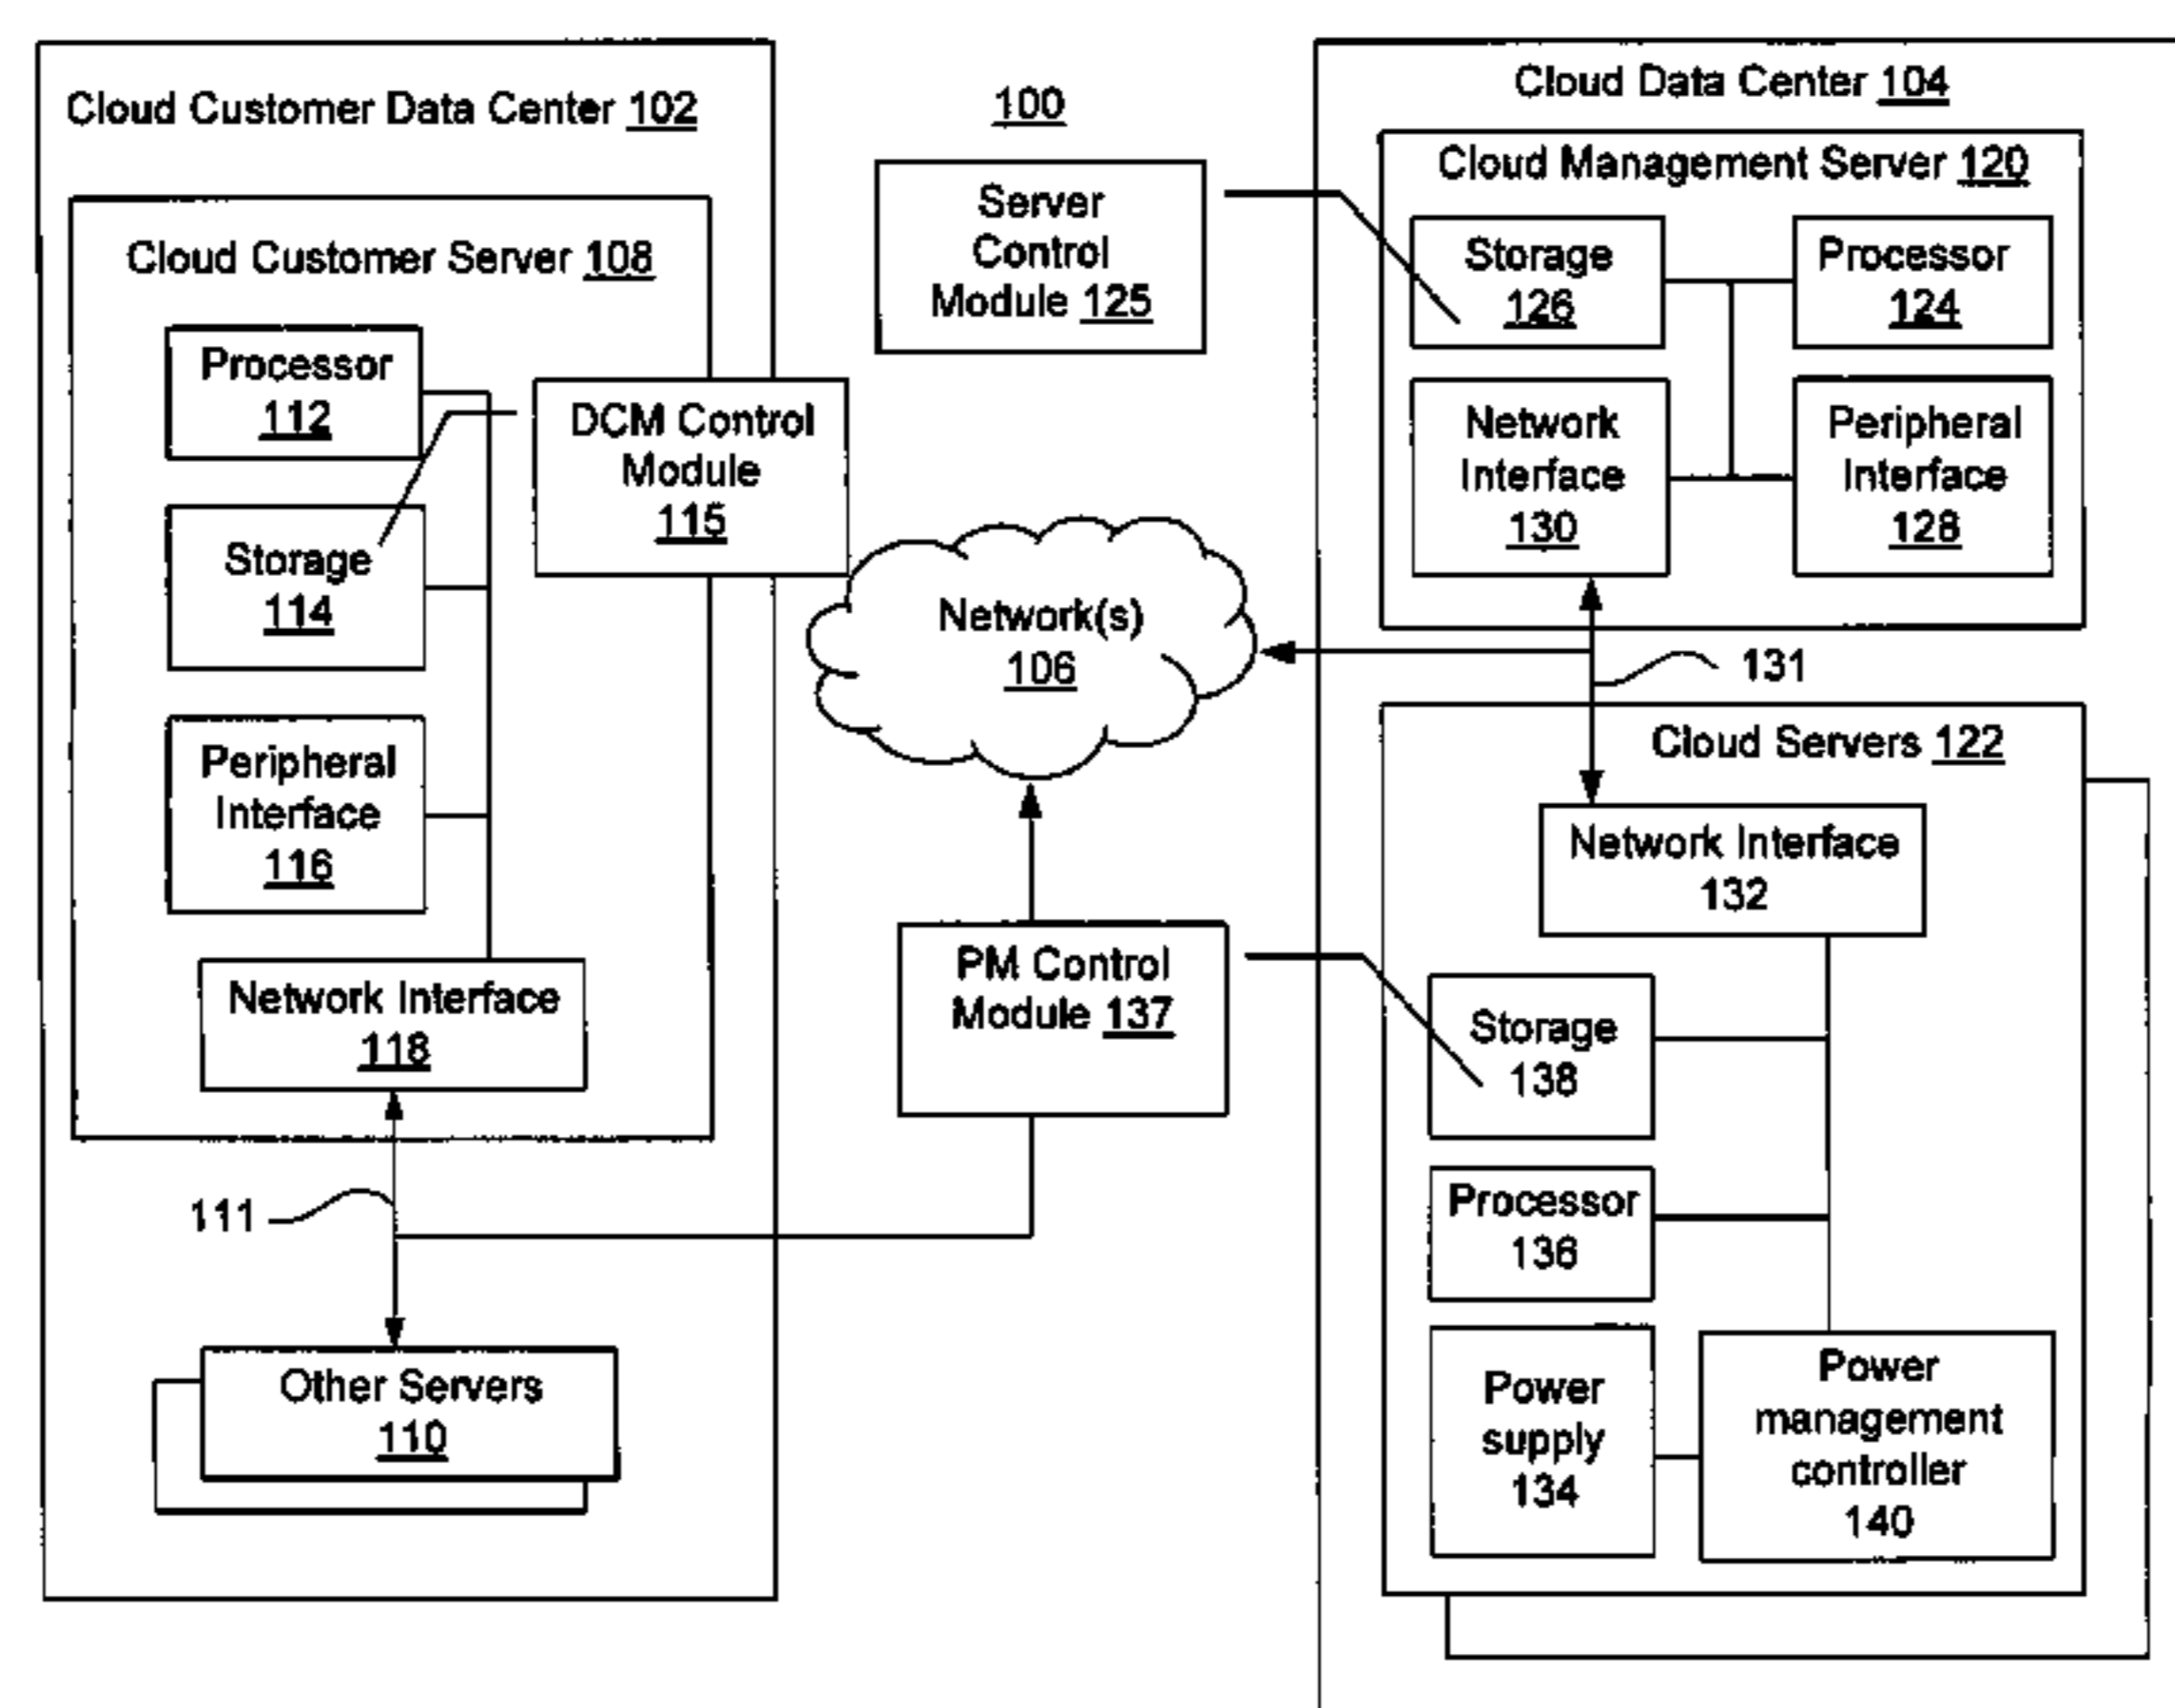 Cloud Customer Data Center 102
Cloud Customer Server 108
Processor
112
Storage
114
Peripheral
Interface
116
Network Interface
118
111
Other Servers
110
DCM Control
Module
115
100
Server
Control
Module 125
Network(s)
106
PM Control
Module 137
Cloud Data Center 104
Cloud Management Server 120
Storage
126
Processor
124
Network
Interface
130
Peripheral
Interface
128
131
Cloud Servers 122
Network Interface
132
Storage
138
Processor
136
Power
supply
134
Power
management
controller
140